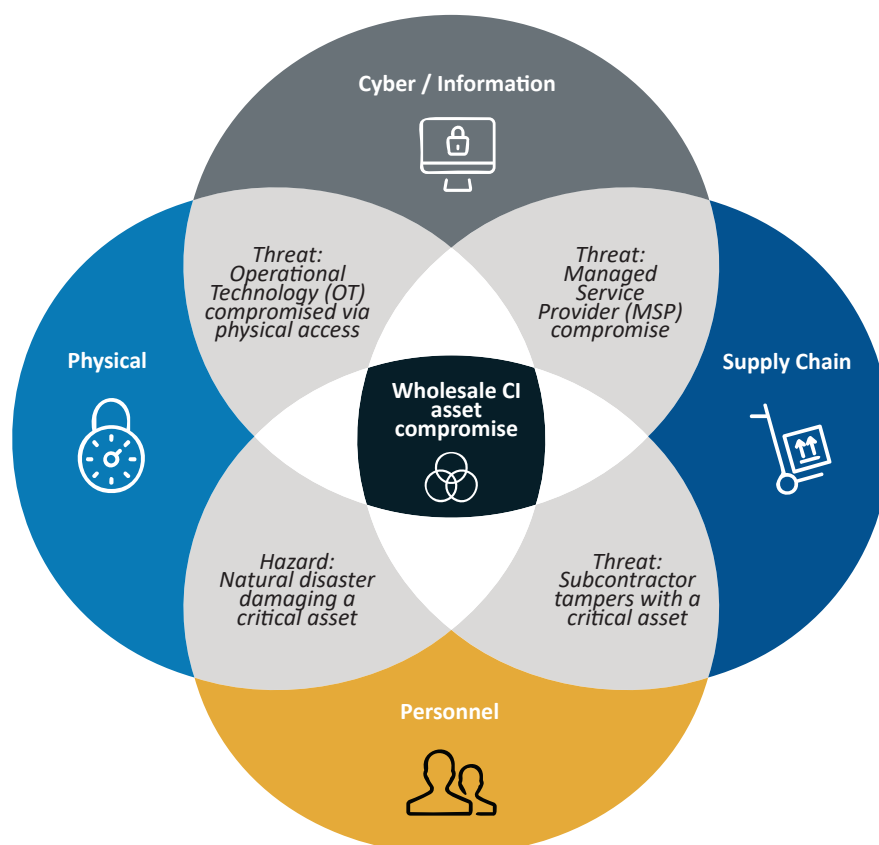 Cyber / Information
Threat:
Operational
Technology (OT)
compromised via
physical access
Threat:
Managed
Service
Provider (MSP)
compromise
Physical
Wholesale CI
asset
compromise
Supply Chain
Hazard:
Natural disaster
damaging a
critical asset
Threat:
Subcontractor
tampers with a
critical asset
Personnel